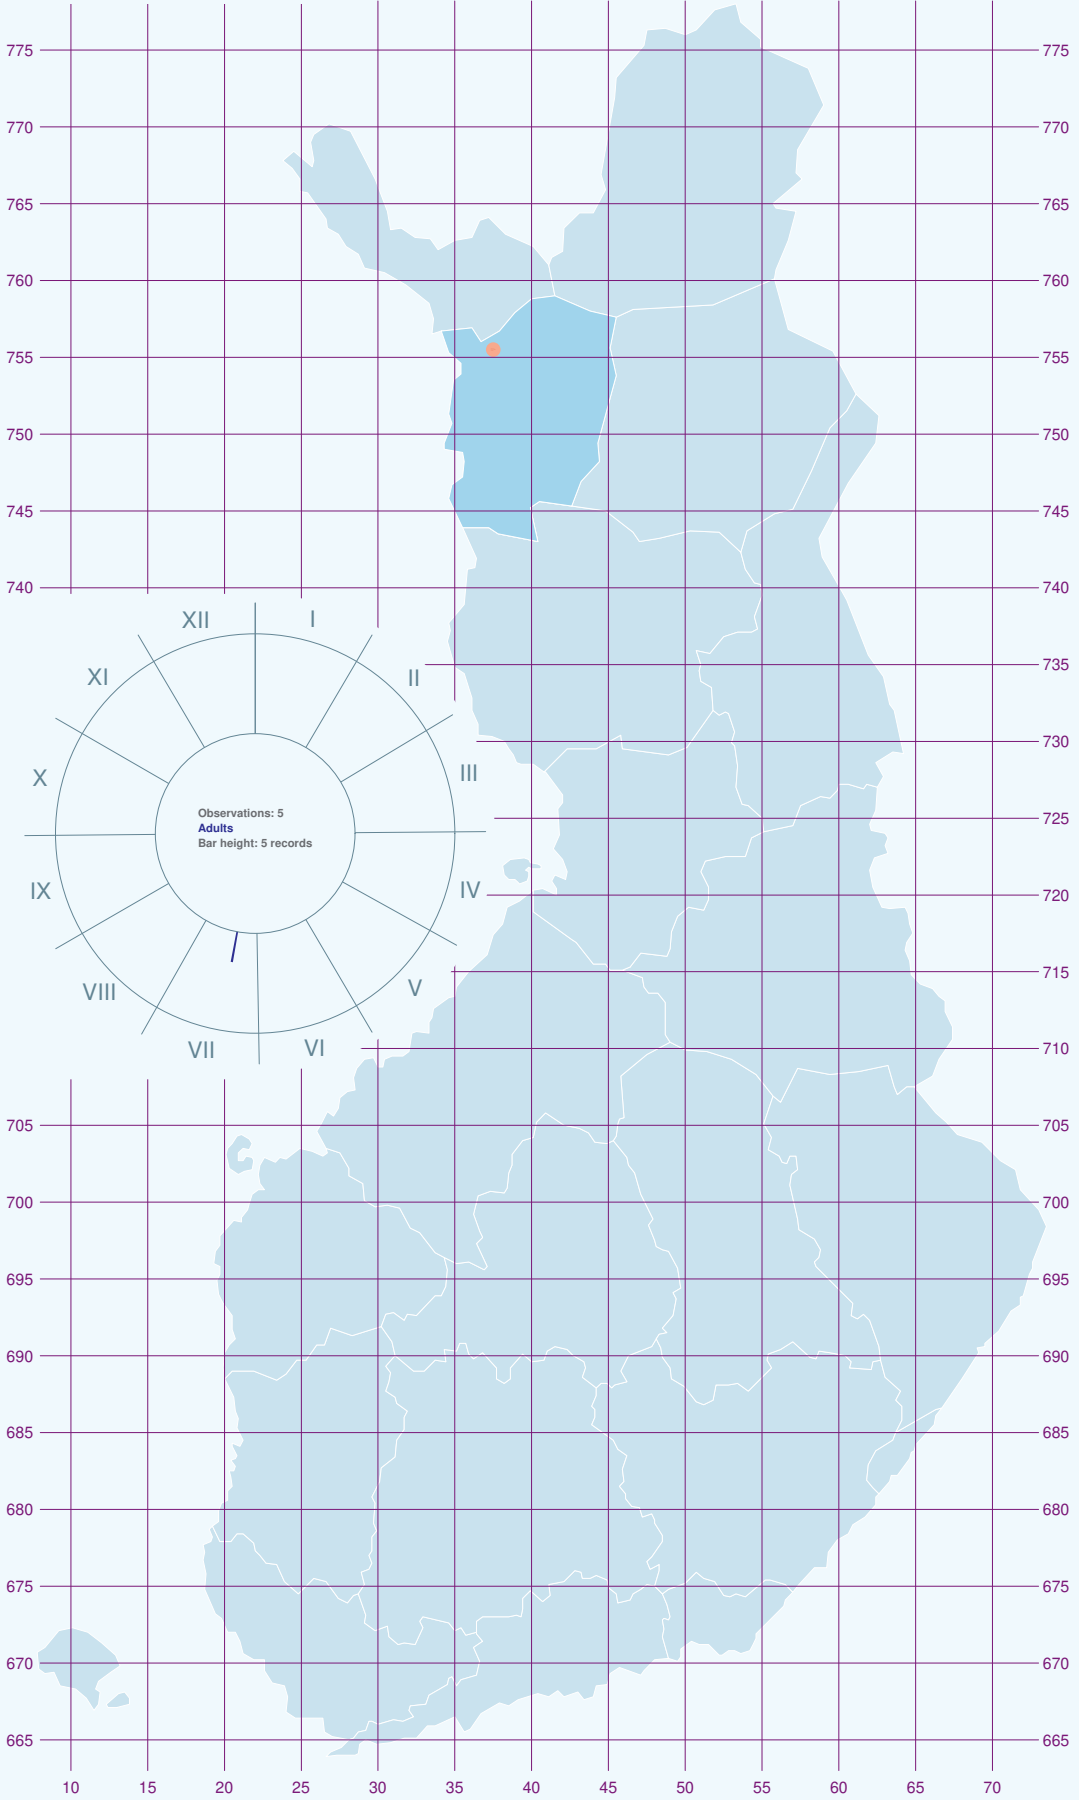 775 775
770 770
765 765
760 760
755 755
750 750
745 745
740 740
XII I
735
XI II
730
X III
Observations: 5
Adults
Bar height: 5 records
725
IX IV 720
VIII V 715
VII VI 710
705 705
700 700
695 695
690 690
685 685
680 680
675 675
670 670
665 665
10 15 20 25 30 35 40 45 50 55 60 65 70